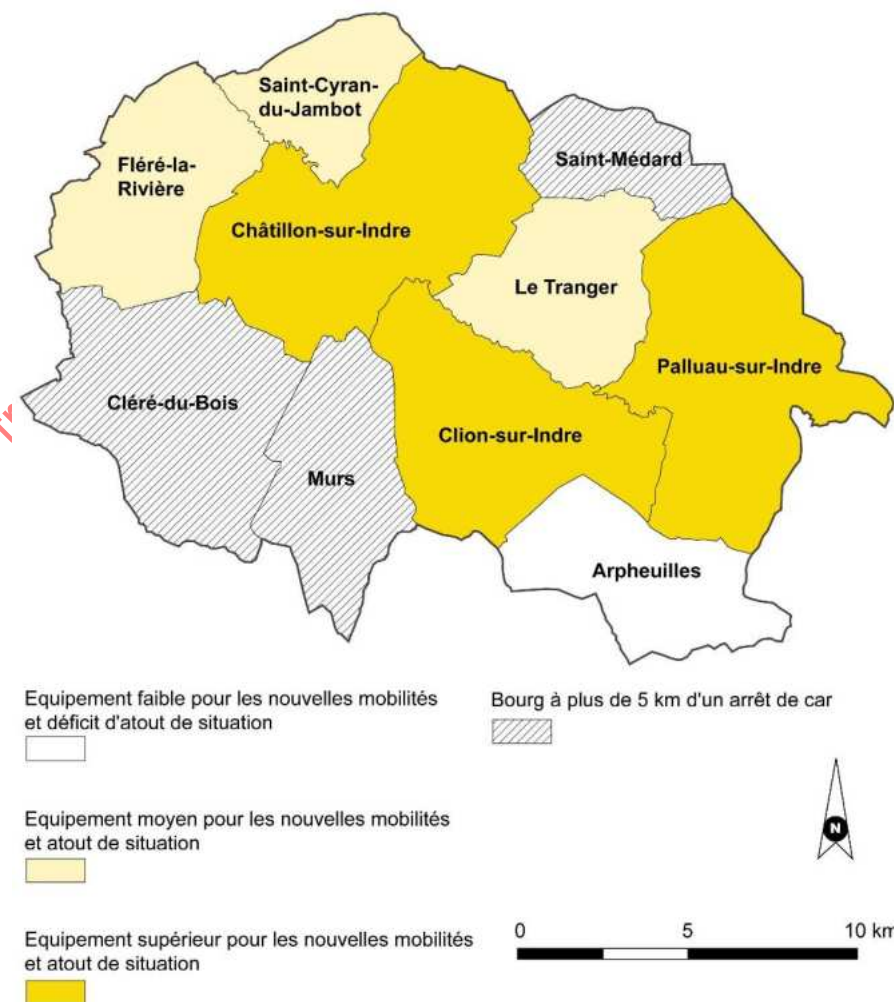 Saint-Cyran-
du-Jambot
Fléré-la-
Rivière
Saint-Médard
Châtillon-sur-Indre
Le Tranger
Palluau-sur-Indre
Cléré-du-Bois
Clion-sur-Indre
Murs
Arpheuilles
Equipement faible pour les nouvelles mobilités
et déficit d'atout de situation
Bourg à plus de 5 km d'un arrêt de car
Equipement moyen pour les nouvelles mobilités
et atout de situation
N
Equipement supérieur pour les nouvelles mobilités
et atout de situation
0 5 10 km